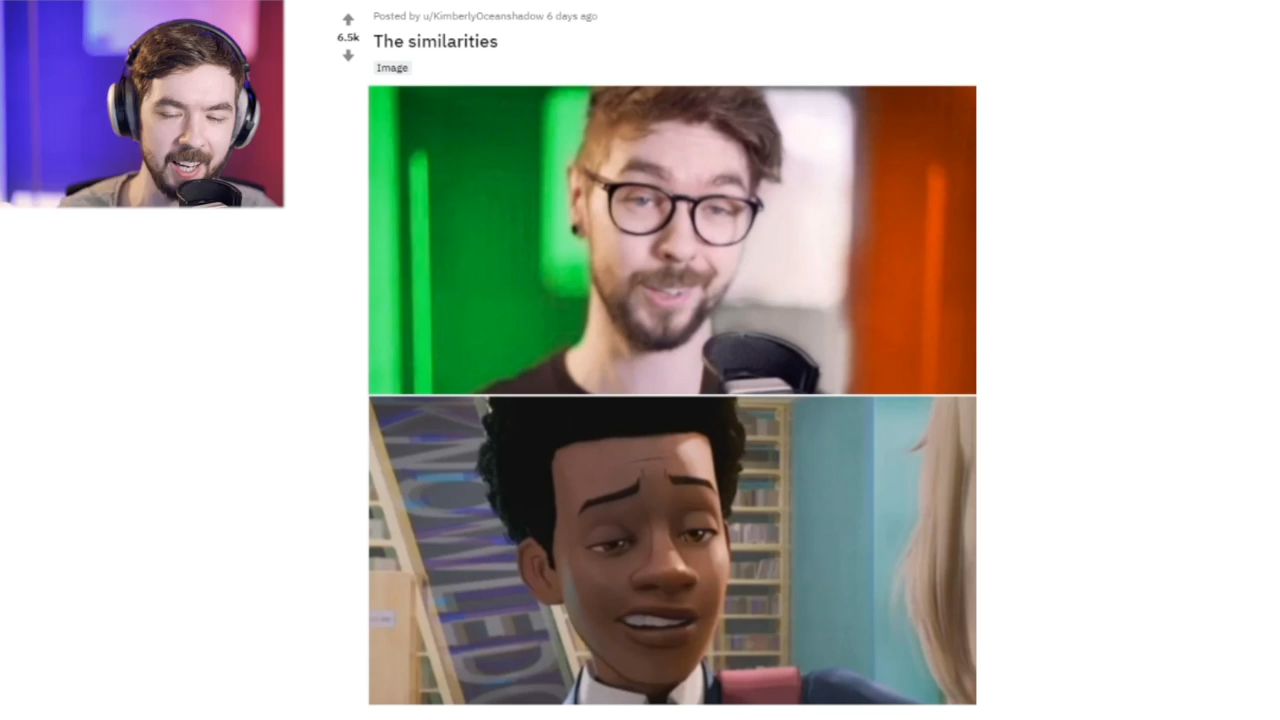 Posted by u/KimberlyOceanshadow 6 days ago
6.5k
The similarities
Image